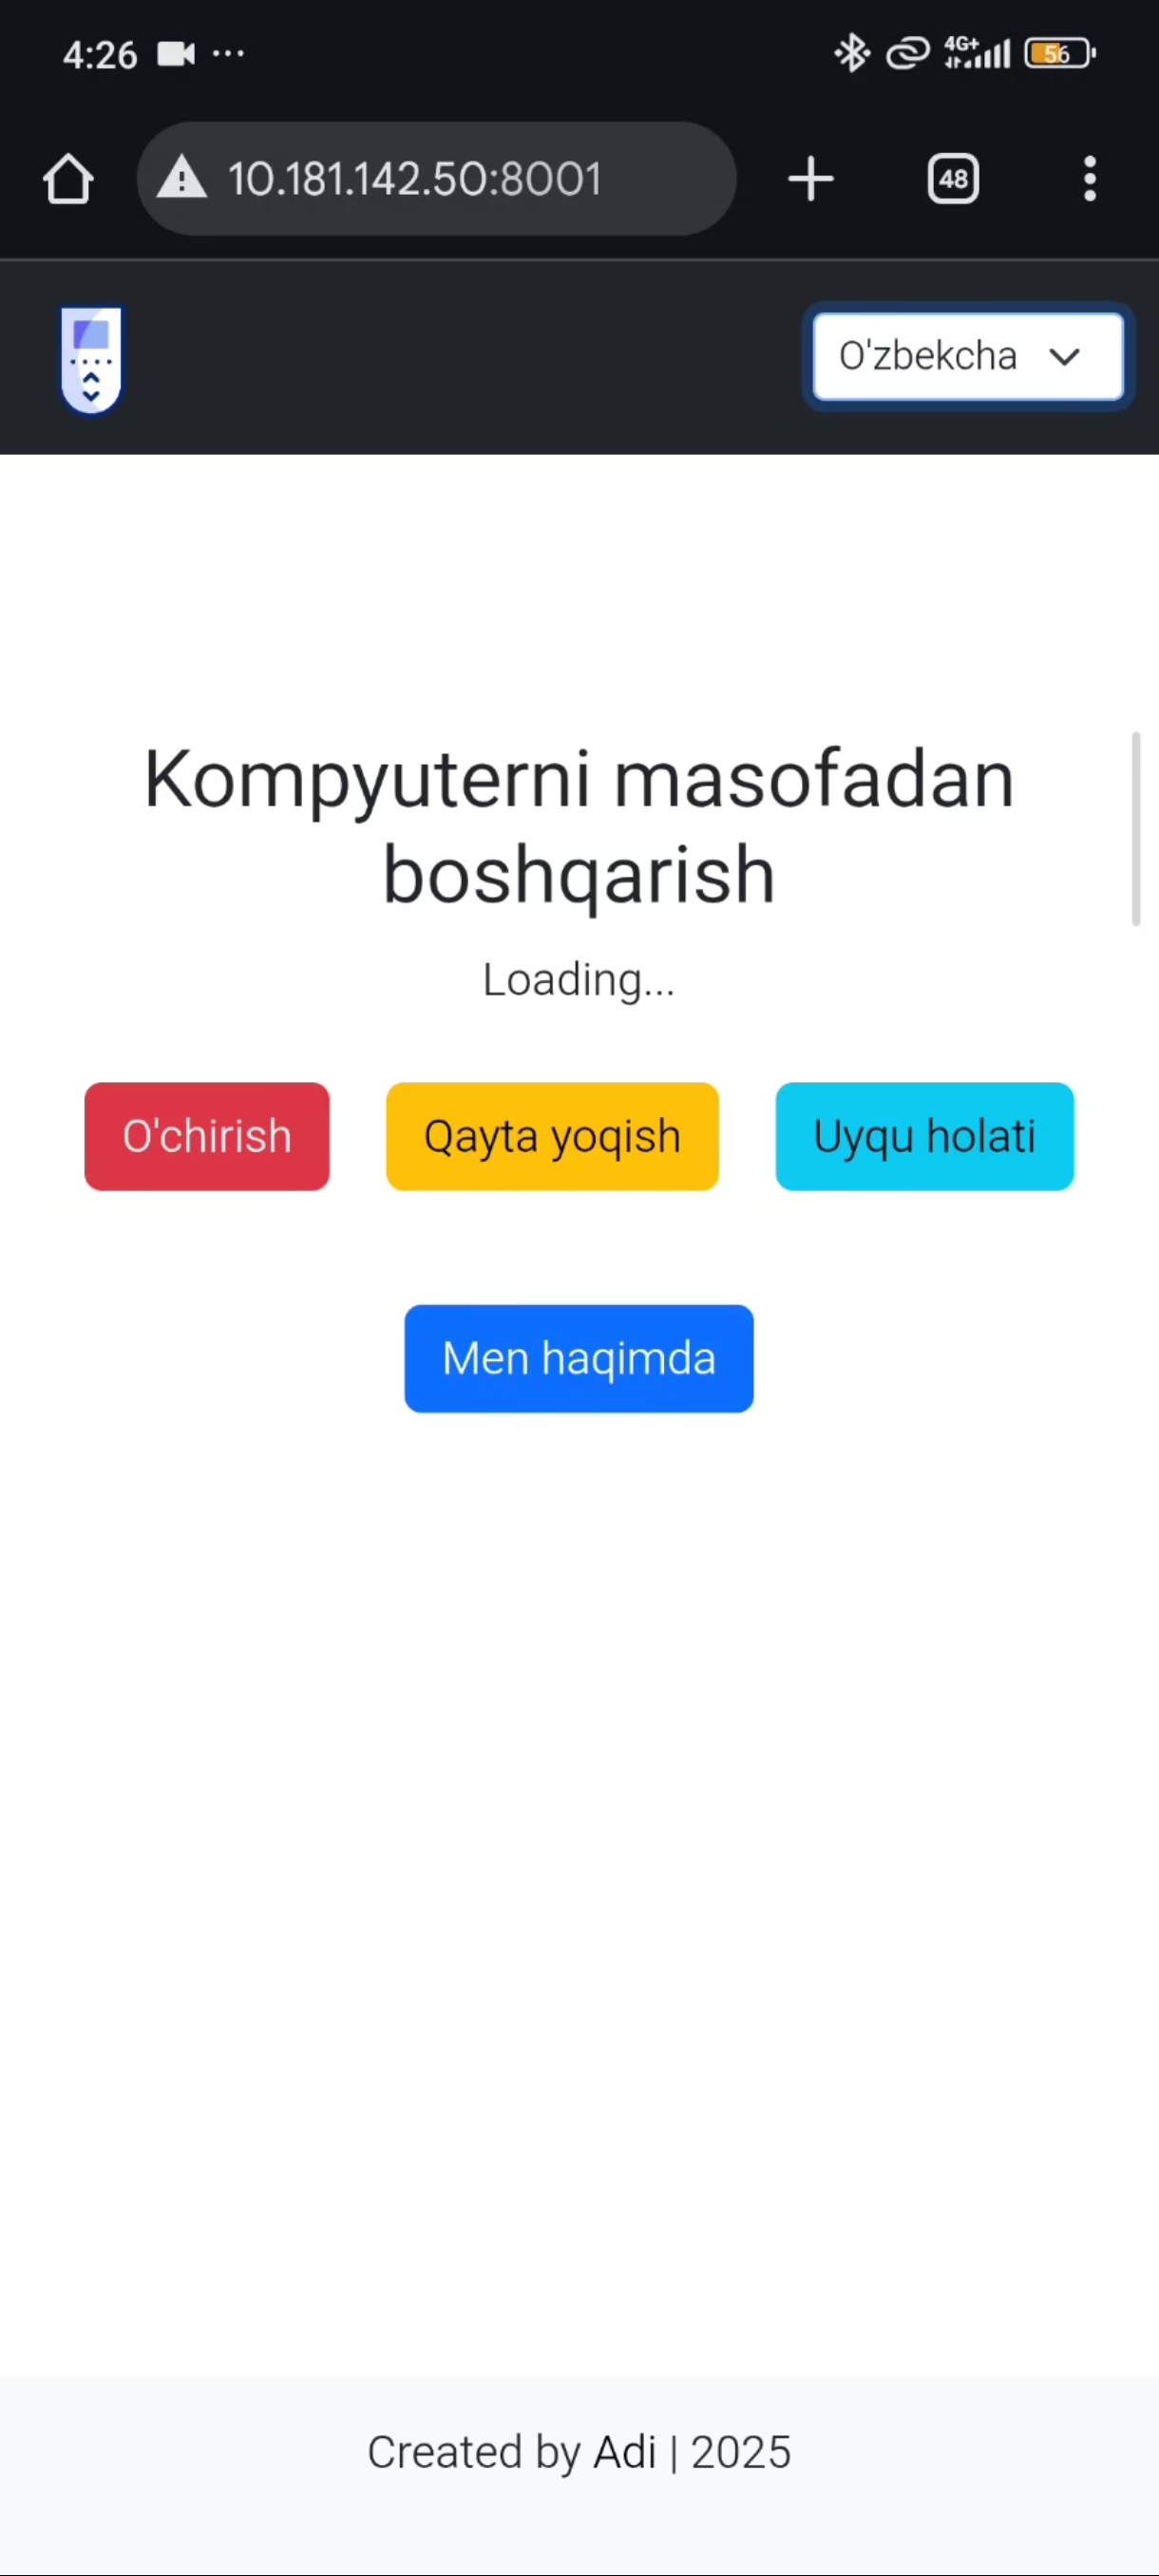 4:26
4G+
56
10.181.142.50:8001
48
O'zbekcha
Kompyuterni masofadan
boshqarish
Loading...
O'chirish
Qayta yoqish
Uyqu holati
Men haqimda
Created by Adi | 2025